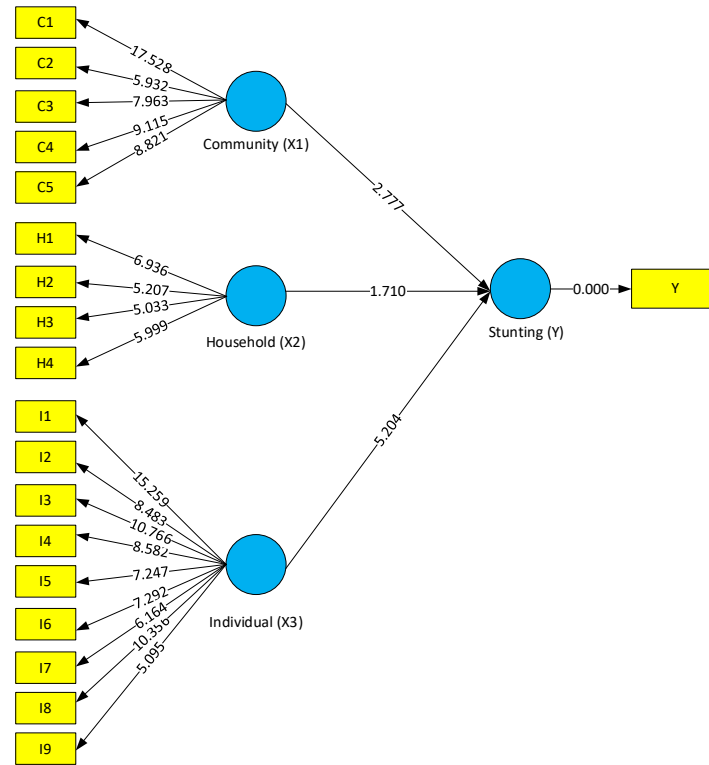 C1
C2
C3
C4
C5
17.528
5.932
7.963
9.115
8.821
Community (X1)
2.777
H1
H2
H3
H4
6.936
5.207
5.033
5.999
Household (X2)
1.710
Stunting (Y)
0.000
Y
I1
I2
I3
I4
I5
I6
I7
I8
I9
15.259
8.483
10.766
8.582
7.247
7.292
6.164
10.356
5.095
Individual (X3)
5.204